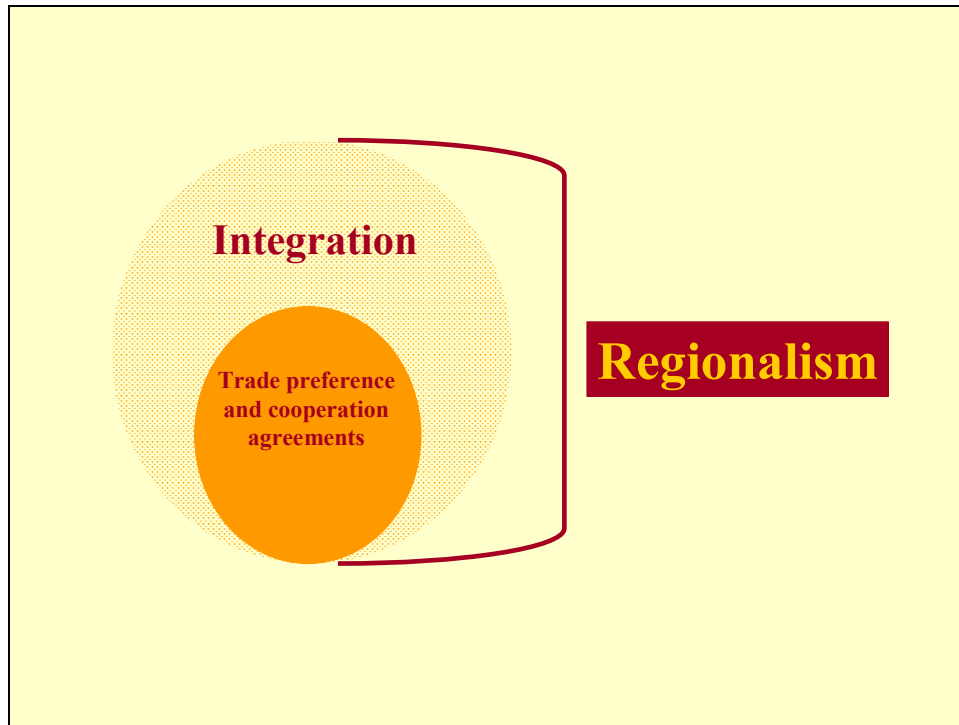 Integration
Trade preference
and cooperation
agreements
Regionalism